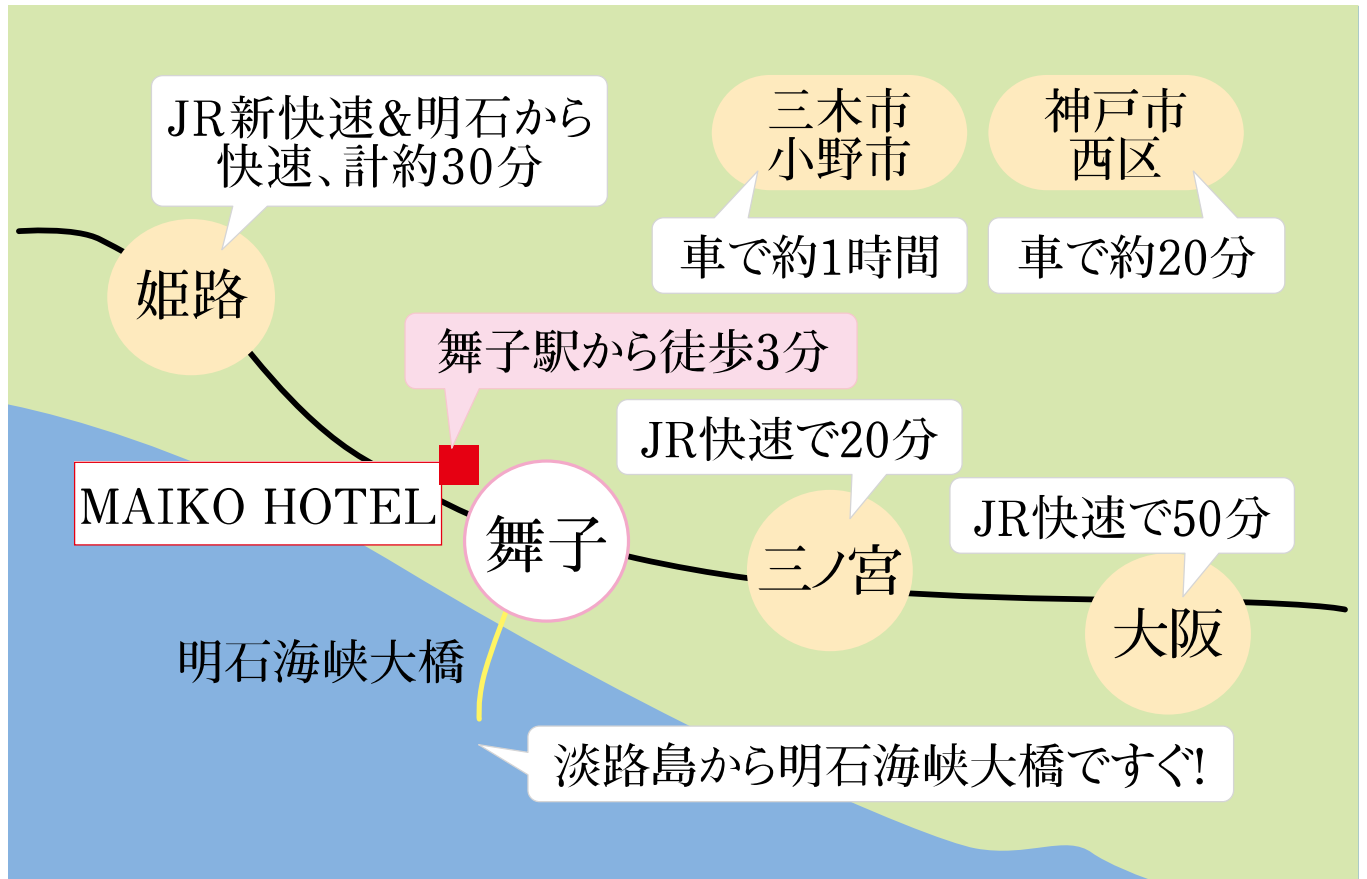 JR新快速&明石から
快速、計約30分
三木市
小野市
神戸市
西区
車で約1時間
車で約20分
姫路
舞子駅から徒歩3分
JR快速で20分
MAIKO HOTEL
JR快速で50分
舞子
三ノ宮
大阪
明石海峡大橋
淡路島から明石海峡大橋ですぐ!